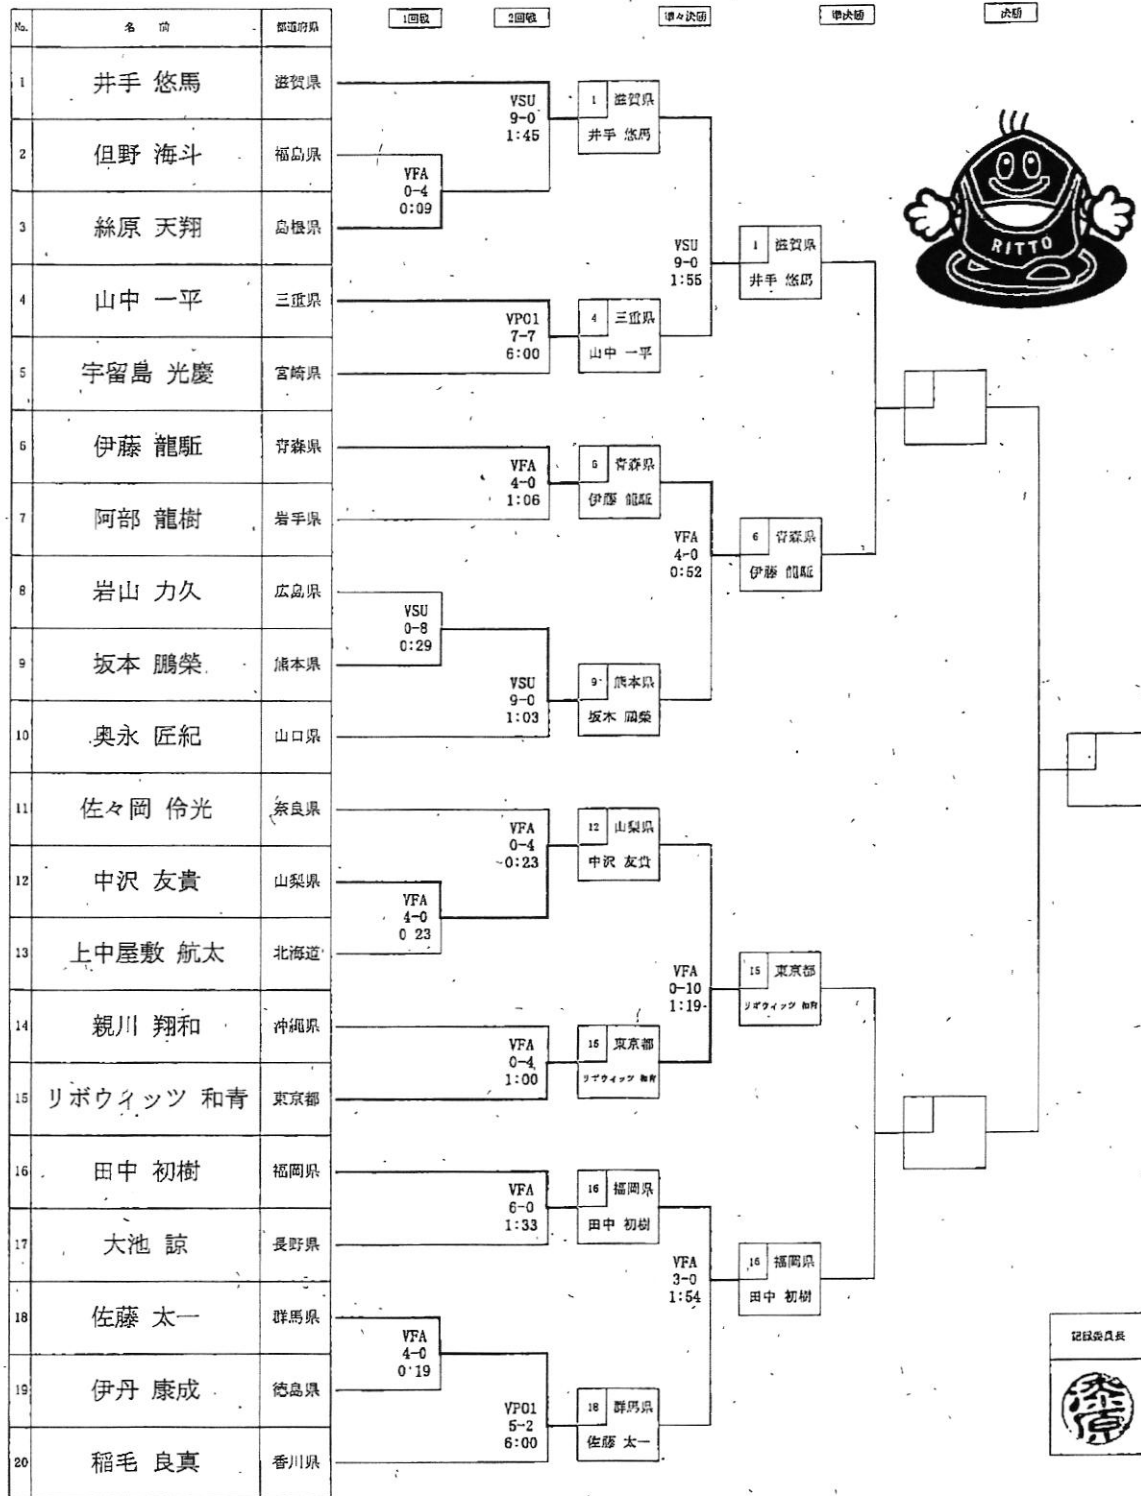 No. 名 前 都道府県 1回戦 2回戦 準々決勝 準決勝 決勝
1 井手 悠馬 滋賀県
2 但野 海斗 福島県
3 絲原 天翔 島根県
4 山中 一平 三重県
5 宇留島 光慶 宮崎県
6 伊藤 龍駈 青森県
7 阿部 龍樹 岩手県
8 岩山 力久 広島県
9 坂本 鵬榮 熊本県
10 奥永 匠紀 山口県
11 佐々岡 伶光 奈良県
12 中沢 友貴 山梨県
13 上中屋敷 航太 北海道
14 親川 翔和 沖縄県
15 リボウィッツ 和青 東京都
16 田中 初樹 福岡県
17 大池 諒 長野県
18 佐藤 太一 群馬県
19 伊丹 康成 徳島県
20 稲毛 良真 香川県
VFA
0-4
0:09
VSU
0-8
0:29
VFA
4-0
0 23
VFA
4-0
0 19
VSU
9-0
1:45
VPO1
7-7
6:00
VFA
4-0
1:06
VSU
9-0
1:03
VFA
0-4
0:23
VFA
0-4
1:00
VFA
6-0
1:33
VPO1
5-2
6:00
1 滋賀県
井手 悠馬
4 三重県
山中 一平
6 青森県
伊藤 龍駈
9 熊本県
坂本 鵬榮
12 山梨県
中沢 友貴
15 東京都
リボウィッツ 和青
16 福岡県
田中 初樹
18 群馬県
佐藤 太一
VSU
9-0
1:55
VFA
4-0
0:52
VFA
0-10
1:19
VFA
3-0
1:54
1 滋賀県
井手 悠馬
6 青森県
伊藤 龍駈
15 東京都
リボウィッツ 和青
16 福岡県
田中 初樹
RITTO
記録委員長